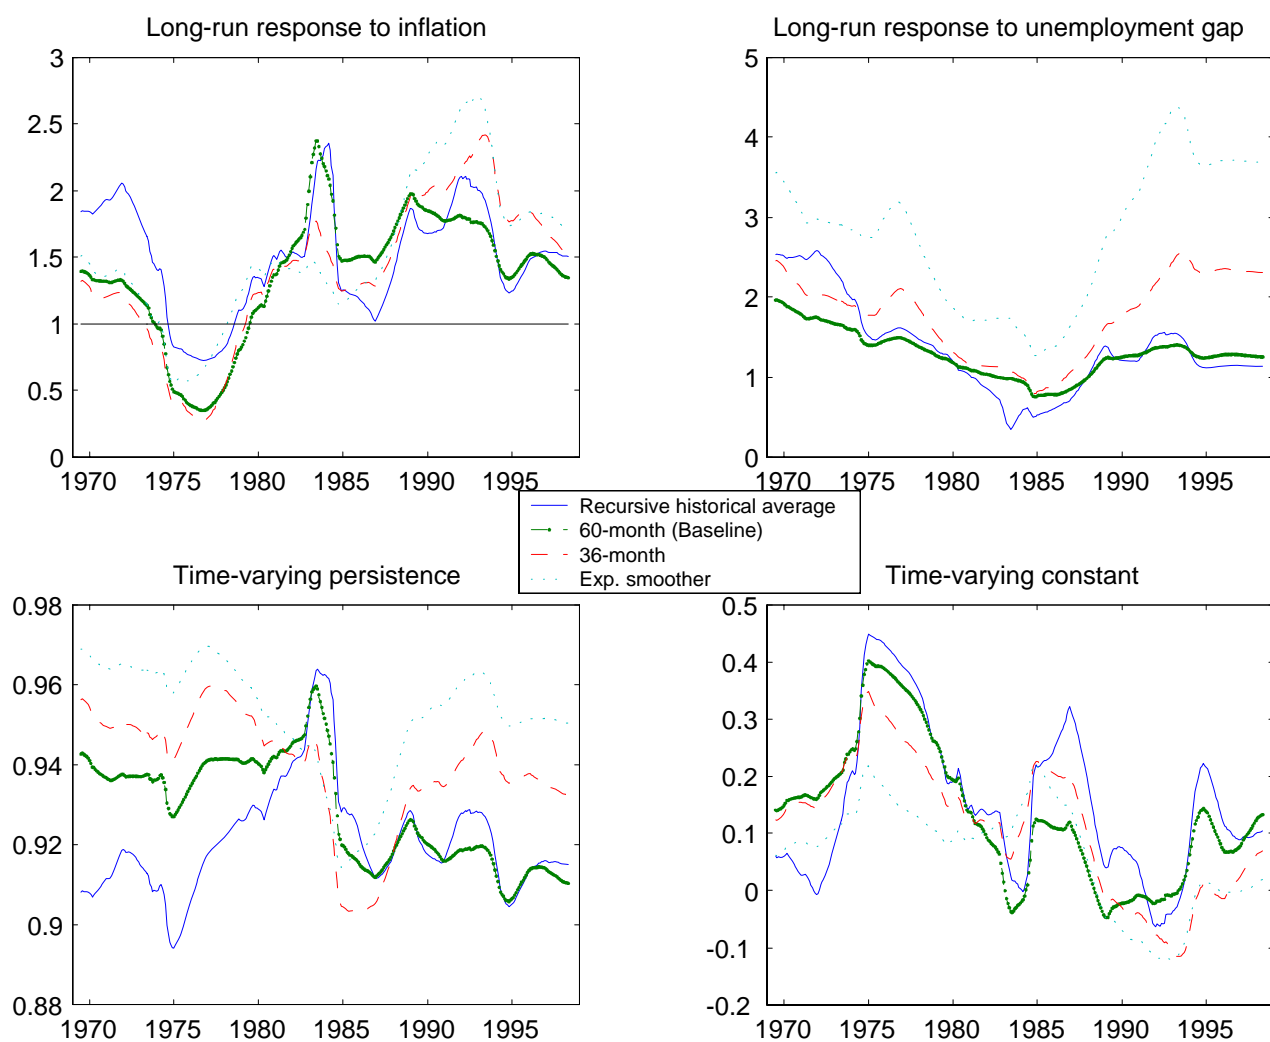 Long-run response to inflation
3
2.5
2
1.5
1
0.5
0
1970 1975 1980 1985 1990 1995
Long-run response to unemployment gap
5
4
3
2
1
0
1970 1975 1980 1985 1990 1995
Recursive historical average
60-month (Baseline)
36-month
Exp. smoother
Time-varying persistence
0.98
0.96
0.94
0.92
0.9
0.88
1970 1975 1980 1985 1990 1995
Time-varying constant
0.5
0.4
0.3
0.2
0.1
0
-0.1
-0.2
1970 1975 1980 1985 1990 1995